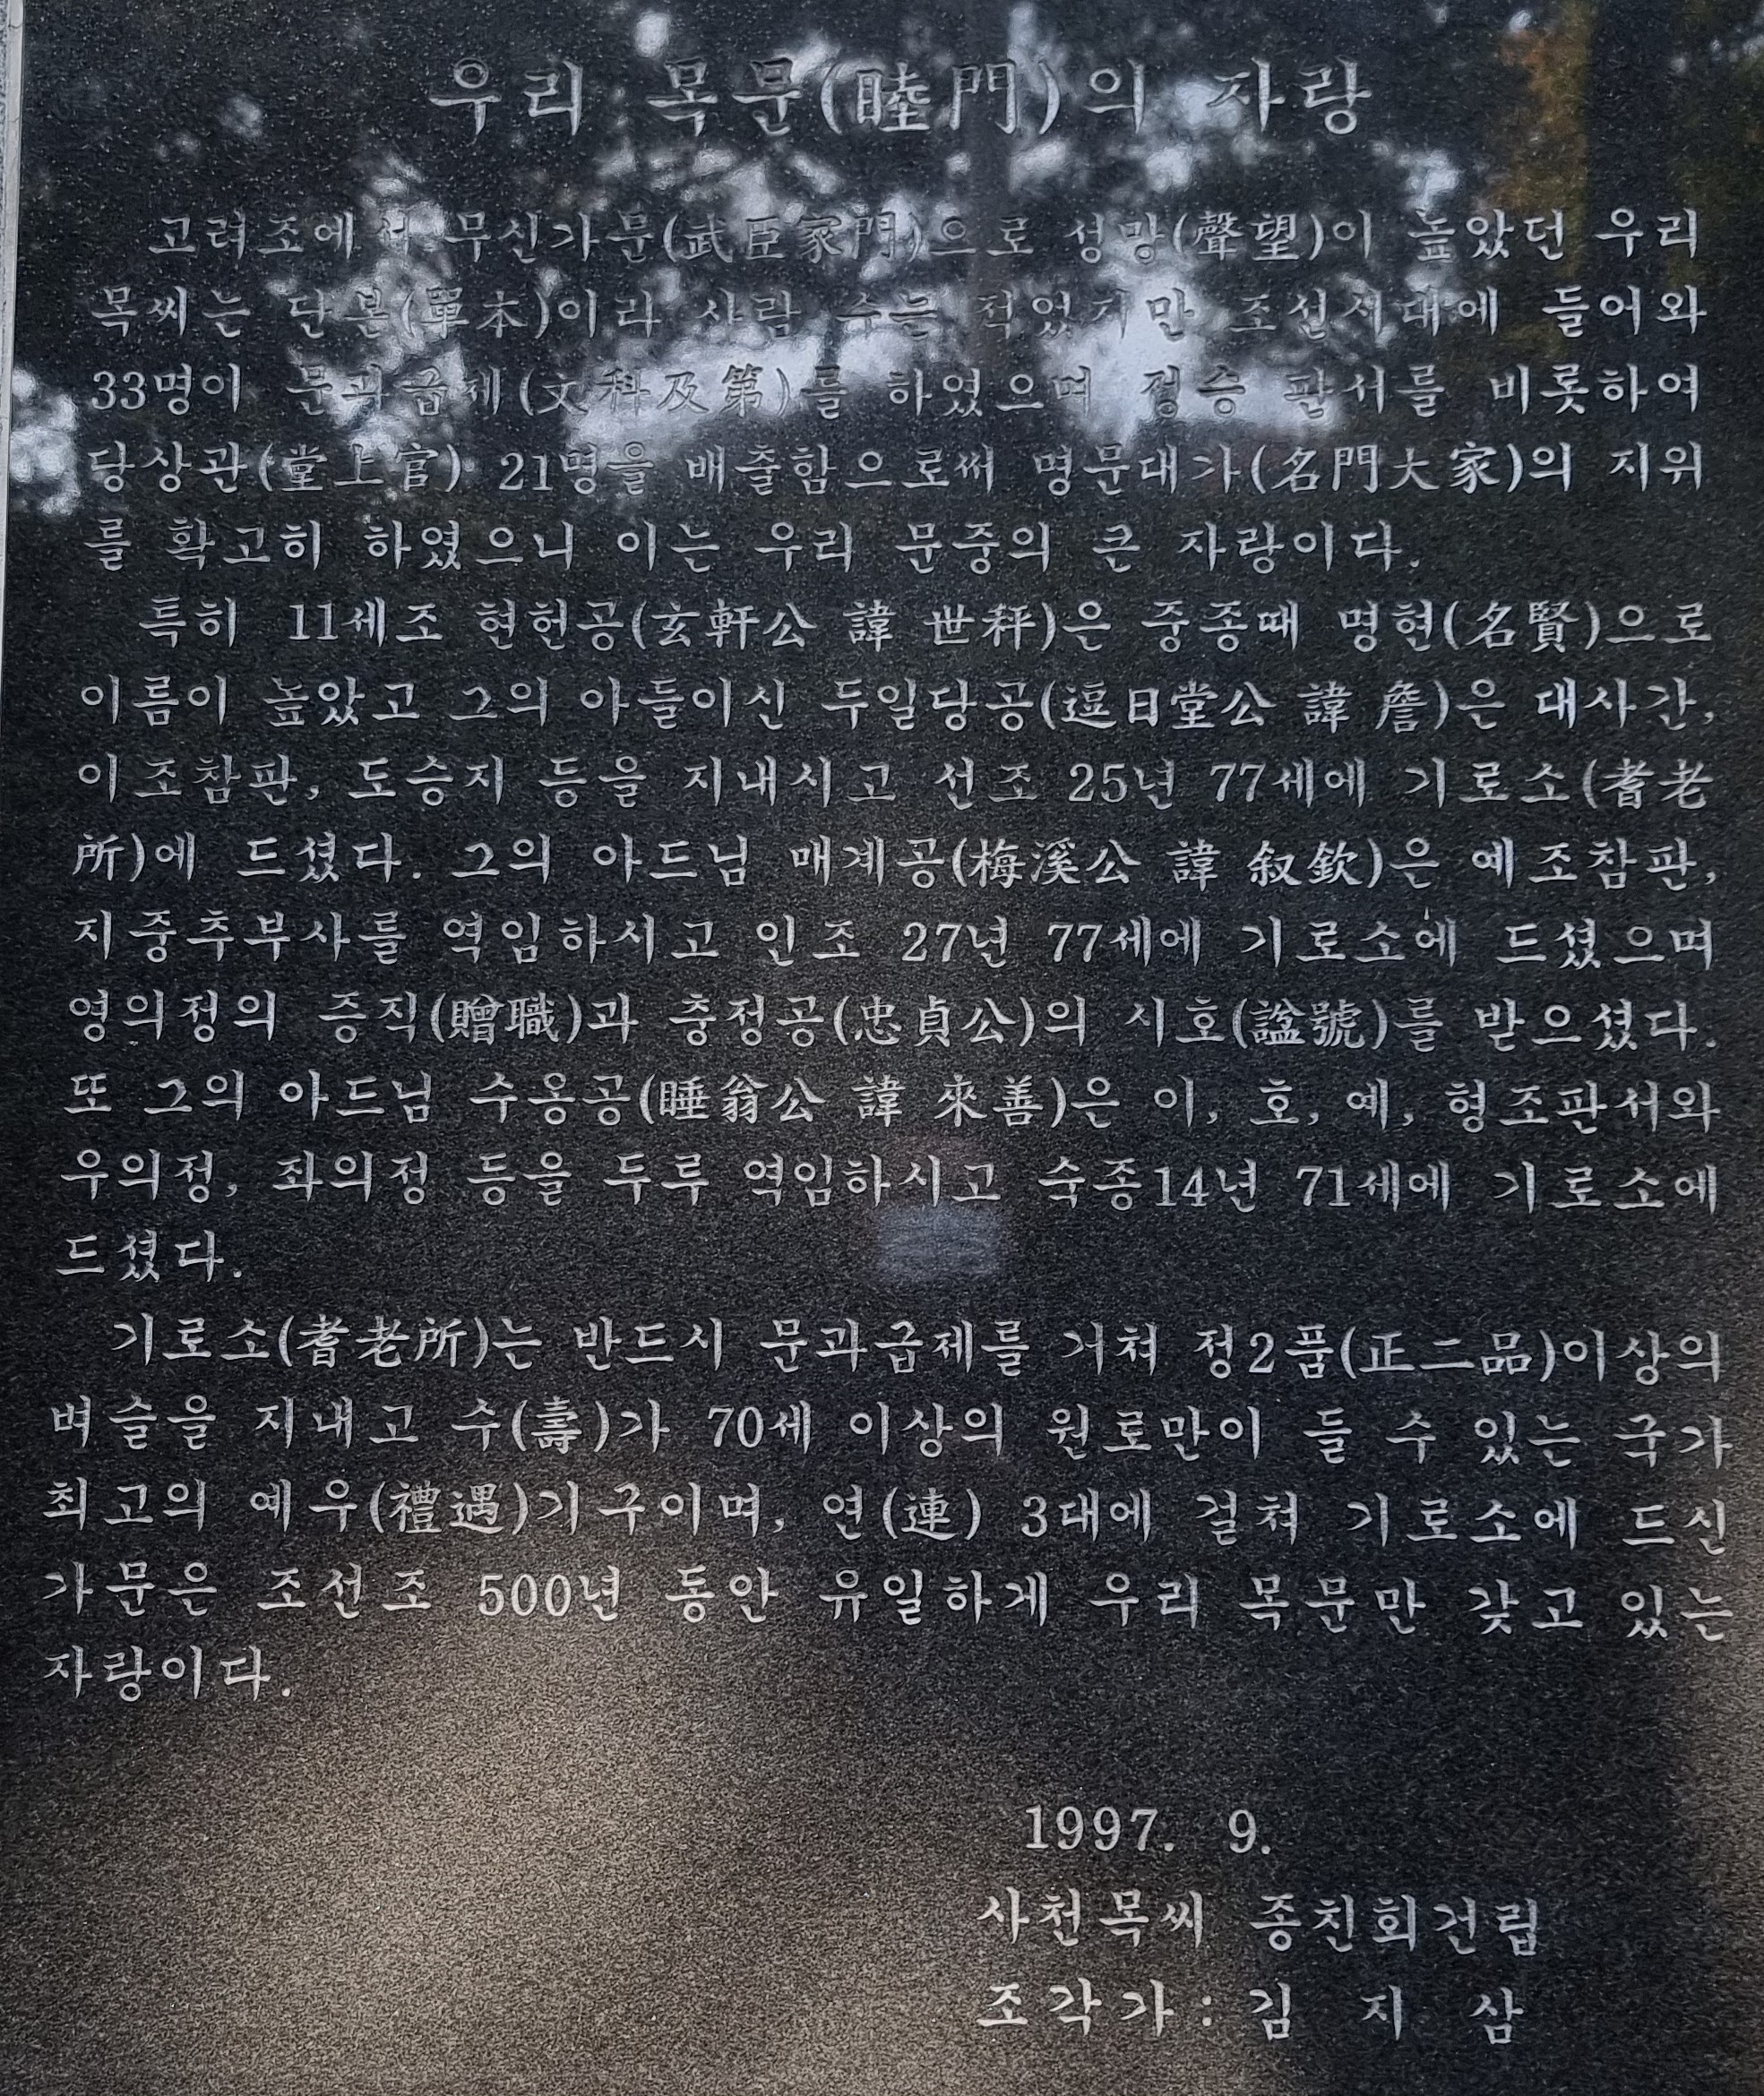 우리 목문(睦門)의 자랑
고려조에서 무신가문(武臣家門)으로 성망(聲望)이 높았던 우리
목씨는 단본(單本)이라 사람 수는 적었지만 조선시대에 들어와
33명이 문과급제(文科及第)를 하였으며 정승 판서를 비롯하여
당상관(堂上官) 21명을 배출함으로써 명문대가(名門大家)의 지위
를 확고히 하였으니 이는 우리 문중의 큰 자랑이다.
특히 11세조 현헌공(玄軒公 諱 世秤)은 중종때 명현(名賢)으로
이름이 높았고 그의 아들이신 두일당공(逗日堂公 諱 詹)은 대사간,
이조참판, 도승지 등을 지내시고 선조 25년 77세에 기로소(耆老
所)에 드셨다. 그의 아드님 매계공(梅溪公 諱 叙欽)은 예조참판,
지중추부사를 역임하시고 인조 27년 77세에 기로소에 드셨으며
영의정의 증직(贈職)과 충정공(忠貞公)의 시호(諡號)를 받으셨다.
또 그의 아드님 수옹공(睡翁公 諱 來善)은 이, 호, 예, 형조판서와
우의정, 좌의정 등을 두루 역임하시고 숙종14년 71세에 기로소에
드셨다.
기로소(耆老所)는 반드시 문과급제를 거쳐 정2품(正二品)이상의
벼슬을 지내고 수(壽)가 70세 이상의 원로만이 들 수 있는 국가
최고의 예우(禮遇)기구이며, 연(連) 3대에 걸쳐 기로소에 드신
가문은 조선조 500년 동안 유일하게 우리 목문만 갖고 있는
자랑이다.
1997. 9.
사천목씨 종친회건립
조각가 : 김 지 삼